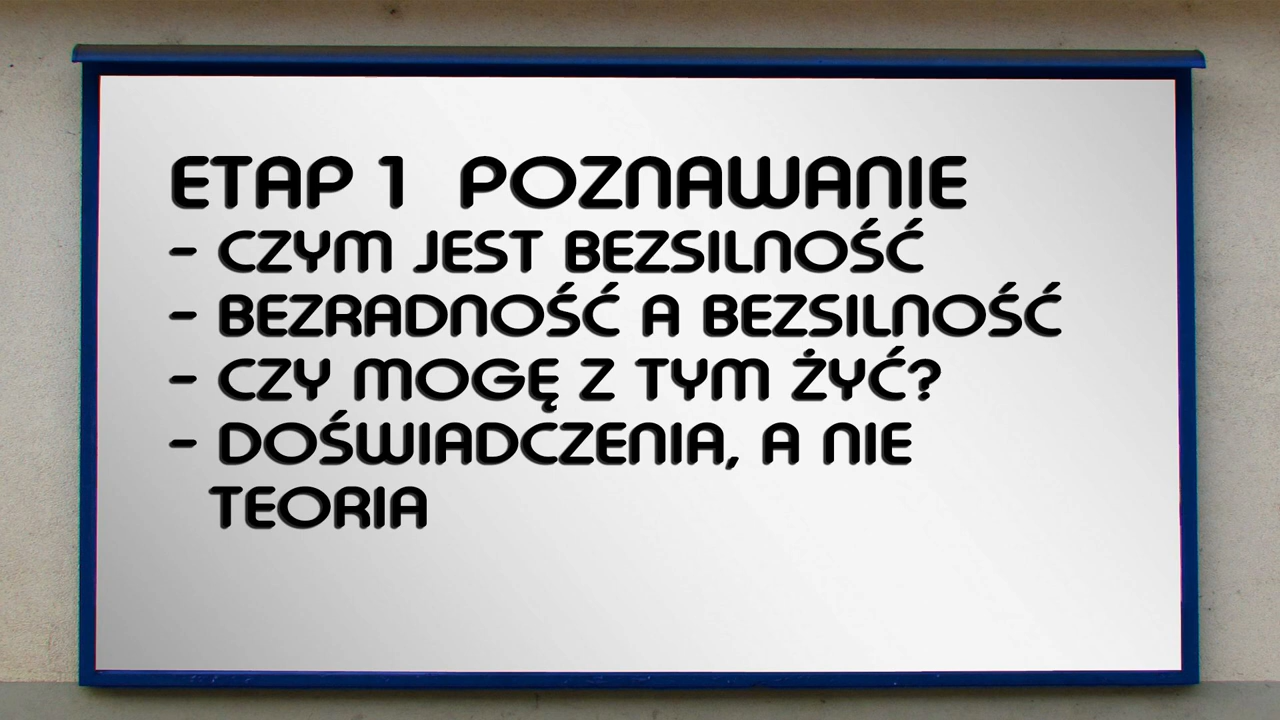 ETAP 1 POZNAWANIE
- CZYM JEST BEZSILNOŚĆ
- BEZRADNOŚĆ A BEZSILNOŚĆ
- CZY MOGĘ Z TYM ŻYĆ?
- DOŚWIADCZENIA, A NIE
TEORIA